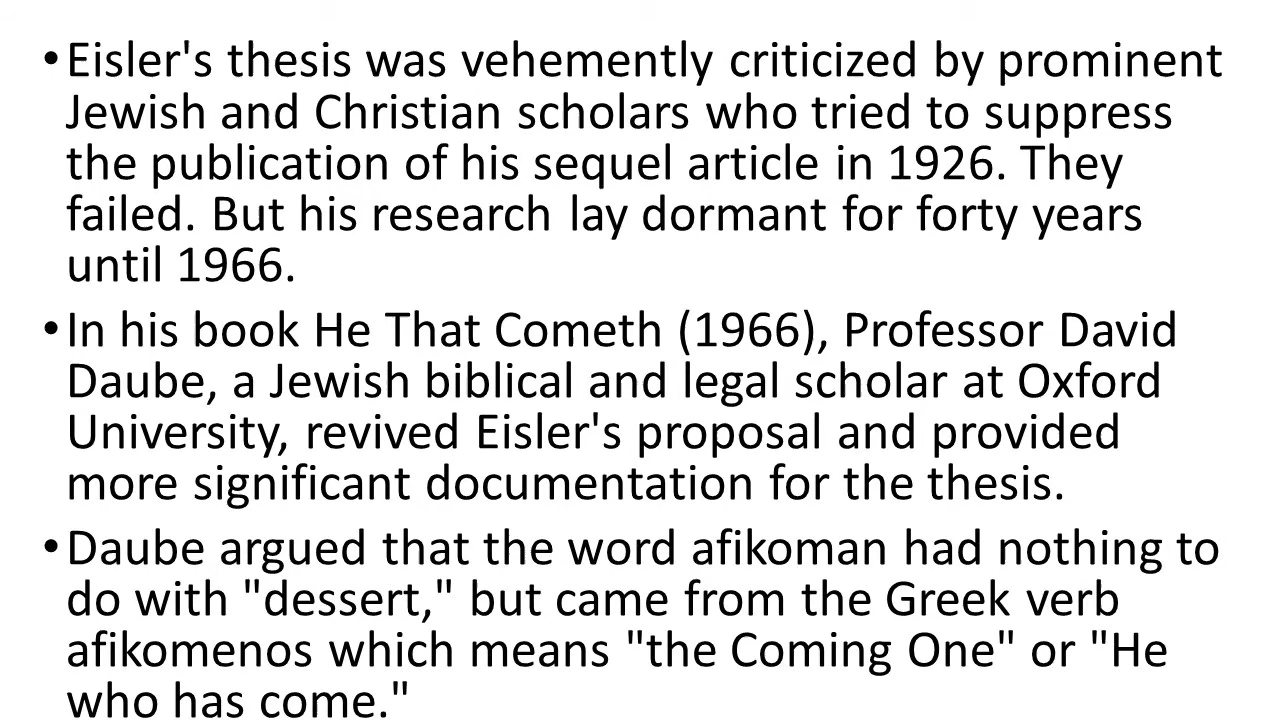 •Eisler's thesis was vehemently criticized by prominent
Jewish and Christian scholars who tried to suppress
the publication of his sequel article in 1926. They
failed. But his research lay dormant for forty years
until 1966.
•In his book He That Cometh (1966), Professor David
Daube, a Jewish biblical and legal scholar at Oxford
University, revived Eisler's proposal and provided
more significant documentation for the thesis.
•Daube argued that the word afikoman had nothing to
do with "dessert," but came from the Greek verb
afikomenos which means "the Coming One" or "He
who has come."